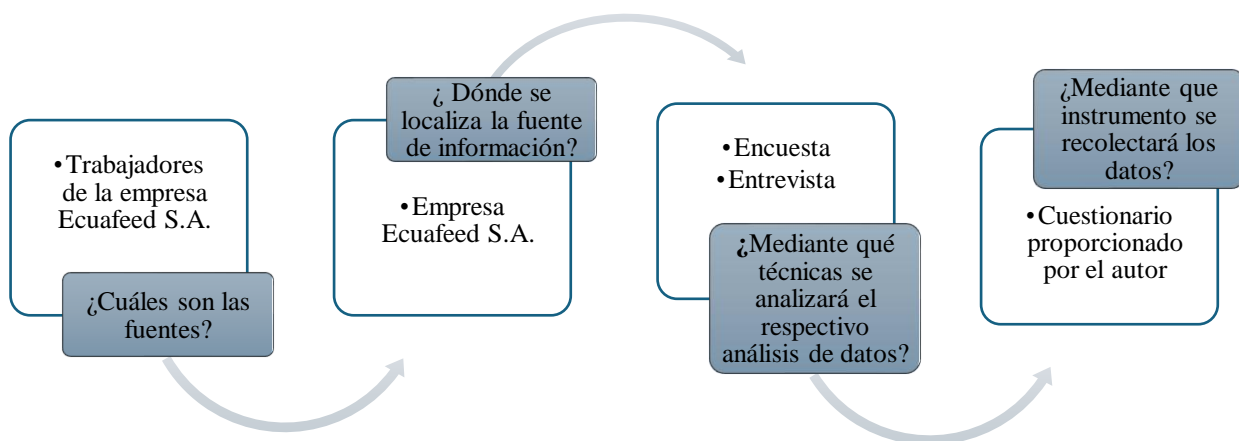 •Trabajadores
de la empresa
Ecuafeed S.A.
¿Cuáles son las
fuentes?
¿ Dónde se
localiza la fuente
de información?
•Empresa
Ecuafeed S.A.
•Encuesta
•Entrevista
¿Mediante qué
técnicas se
analizará el
respectivo
análisis de datos?
¿Mediante que
instrumento se
recolectará los
datos?
•Cuestionario
proporcionado
por el autor